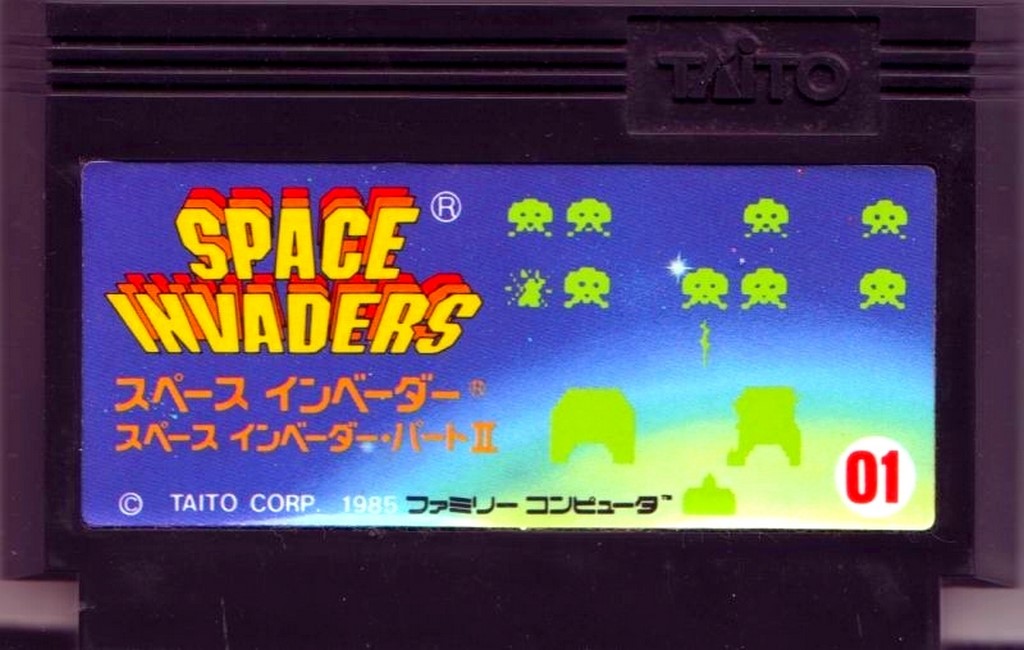 TAITO
SPACE ®
INVADERS
スペース インベーダー®
スペース インベーダー・パートⅡ
© TAITO CORP. 1985 ファミリー コンピュータ™
01